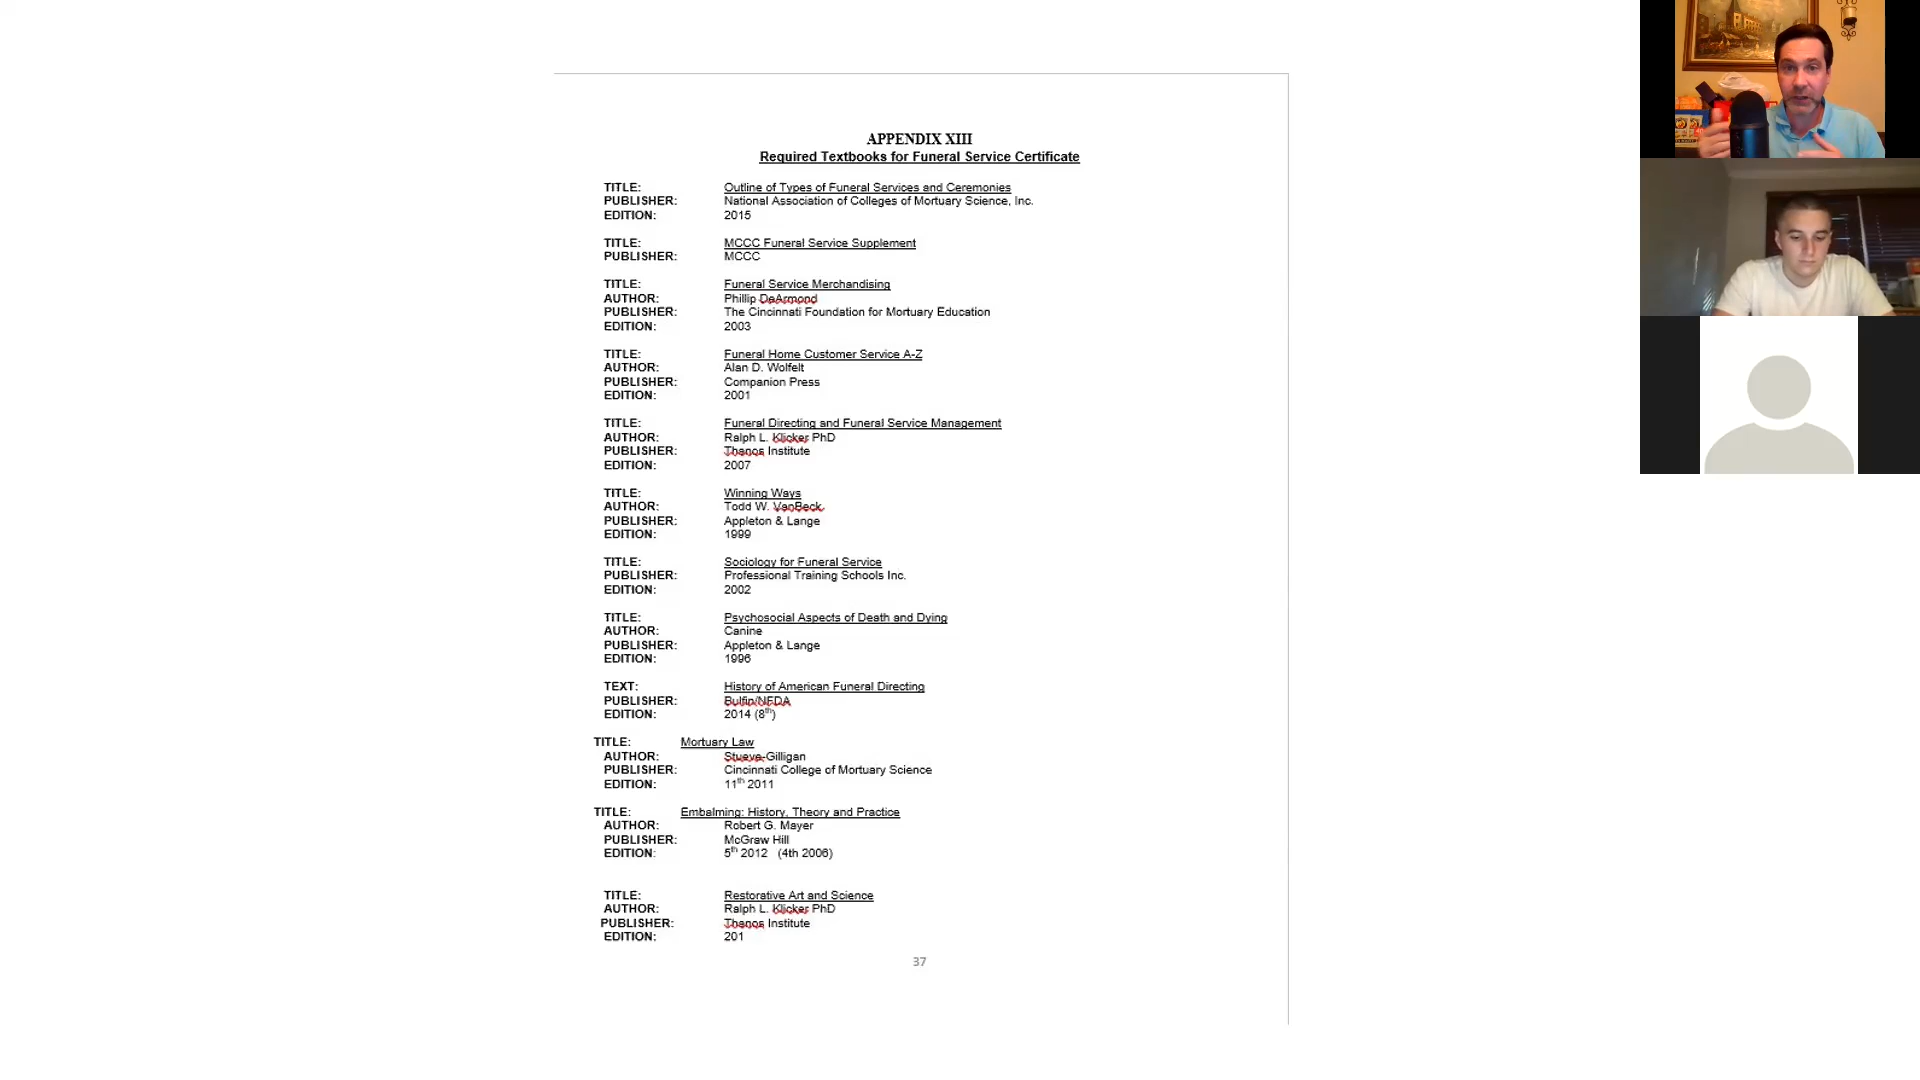 APPENDIX XIII
Required Textbooks for Funeral Service Certificate
TITLE: Outline of Types of Funeral Services and Ceremonies
PUBLISHER: National Association of Colleges of Mortuary Science, Inc.
EDITION: 2015
TITLE: MCCC Funeral Service Supplement
PUBLISHER: MCCC
TITLE: Funeral Service Merchandising
AUTHOR: Phillip DeArmond
PUBLISHER: The Cincinnati Foundation for Mortuary Education
EDITION: 2003
TITLE: Funeral Home Customer Service A-Z
AUTHOR: Alan D. Wolfelt
PUBLISHER: Companion Press
EDITION: 2001
TITLE: Funeral Directing and Funeral Service Management
AUTHOR: Ralph L. Klicker PhD
PUBLISHER: Thanos Institute
EDITION: 2007
TITLE: Winning Ways
AUTHOR: Todd W. VanBeck
PUBLISHER: Appleton & Lange
EDITION: 1999
TITLE: Sociology for Funeral Service
PUBLISHER: Professional Training Schools Inc.
EDITION: 2002
TITLE: Psychosocial Aspects of Death and Dying
AUTHOR: Canine
PUBLISHER: Appleton & Lange
EDITION: 1996
TEXT: History of American Funeral Directing
PUBLISHER: Bulfin/NFDA
EDITION: 2014 (8th)
TITLE: Mortuary Law
AUTHOR: Stueve-Gilligan
PUBLISHER: Cincinnati College of Mortuary Science
EDITION: 11th 2011
TITLE: Embalming: History, Theory and Practice
AUTHOR: Robert G. Mayer
PUBLISHER: McGraw Hill
EDITION: 5th 2012 (4th 2006)
TITLE: Restorative Art and Science
AUTHOR: Ralph L. Klicker PhD
PUBLISHER: Thanos Institute
EDITION: 201
37